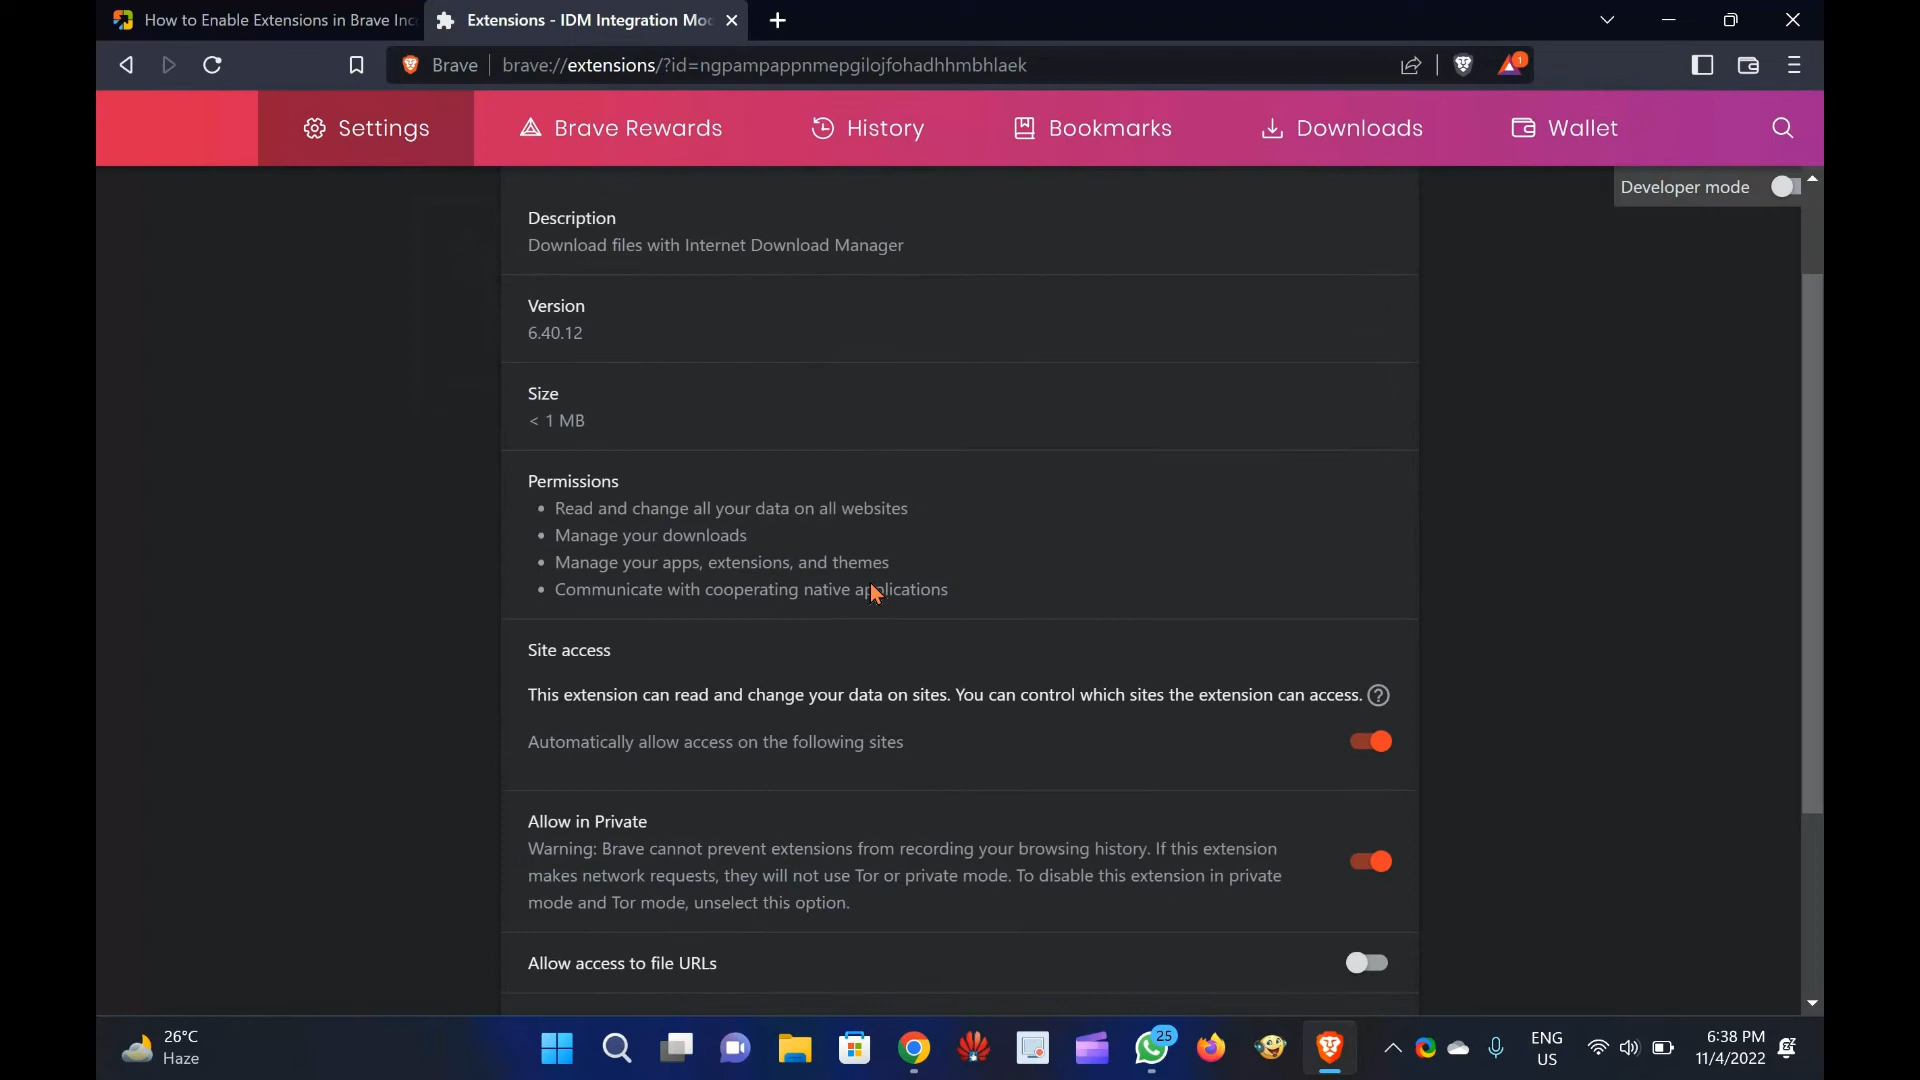 How to Enable Extensions in Brave Inc
Extensions - IDM Integration Mo
Brave
brave://extensions/?id=ngpampappnmepgilojfohadhhmbhlaek
1
Settings
Brave Rewards
History
Bookmarks
Downloads
Wallet
Developer mode
Description
Download files with Internet Download Manager
Version
6.40.12
Size
< 1 MB
Permissions
• Read and change all your data on all websites
• Manage your downloads
• Manage your apps, extensions, and themes
• Communicate with cooperating native applications
Site access
This extension can read and change your data on sites. You can control which sites the extension can access.
Automatically allow access on the following sites
Allow in Private
Warning: Brave cannot prevent extensions from recording your browsing history. If this extension
makes network requests, they will not use Tor or private mode. To disable this extension in private
mode and Tor mode, unselect this option.
Allow access to file URLs
26°C
Haze
25
ENG
US
6:38 PM
11/4/2022